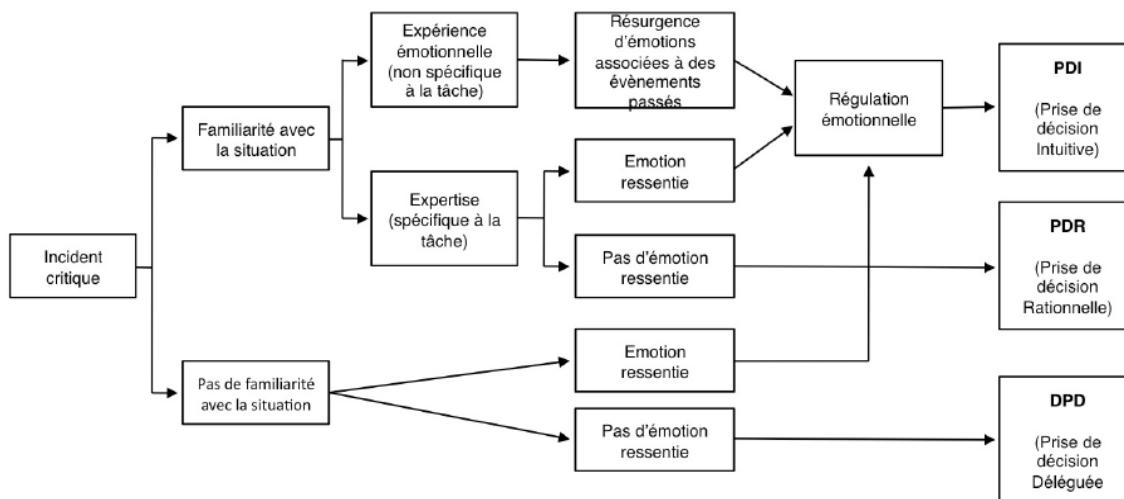 Expérience
émotionnelle
(non spécifique
à la tâche)
Résurgence
d'émotions
associées à des
évènements
passés
Régulation
émotionnelle
PDI
(Prise de
décision
Intuitive)
Familiarité avec
la situation
Expertise
(spécifique à la
tâche)
Emotion
ressentie
Pas d'émotion
ressentie
PDR
(Prise de
décision
Rationnelle)
Incident
critique
Pas de familiarité
avec la situation
Emotion
ressentie
Pas d'émotion
ressentie
DPD
(Prise de
décision
Déléguée